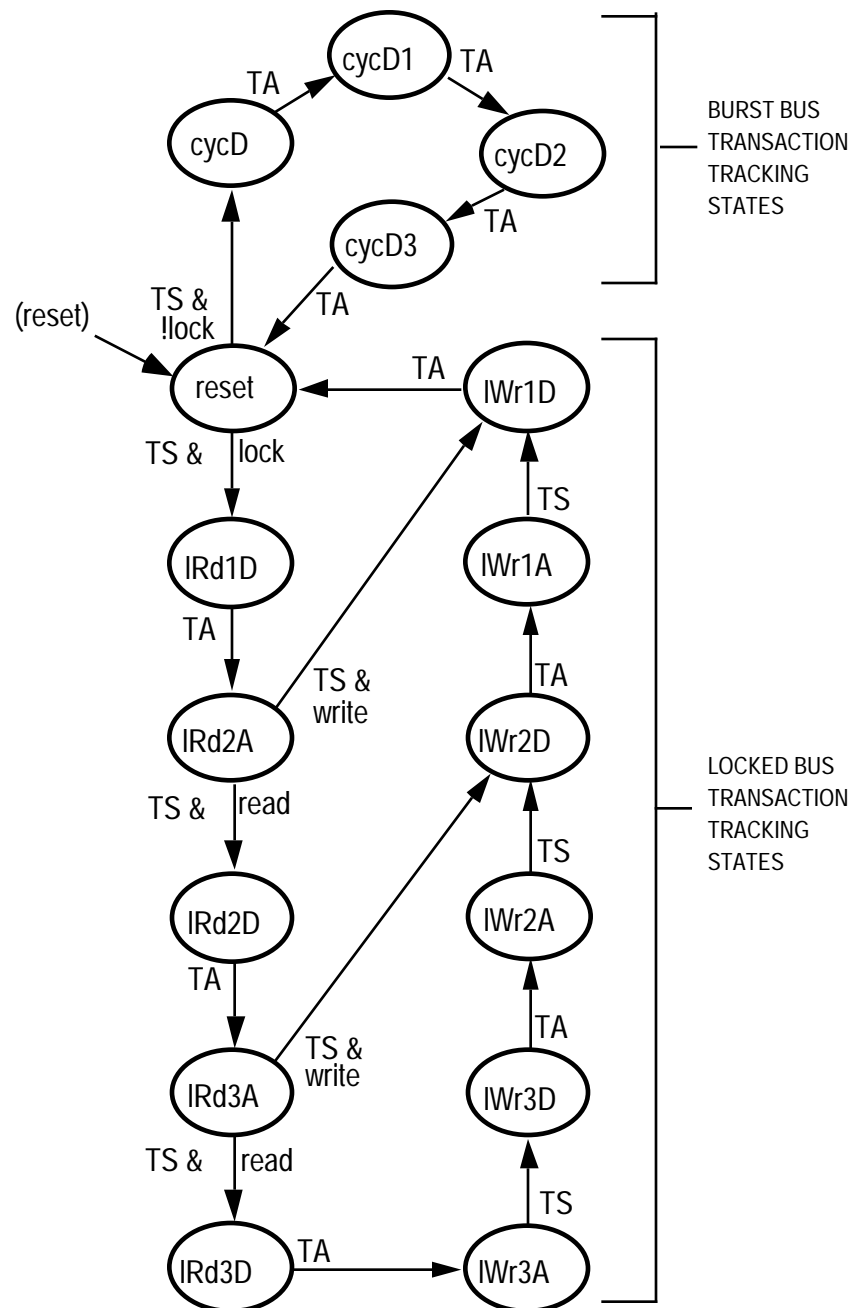 cycD1
TA
TA
cycD
cycD2
BURST BUS
TRANSACTION
TRACKING
STATES
TA
cycD3
TA
TS &
!lock
(reset)
reset
TA
lWr1D
TS & lock
TS
lRd1D
lWr1A
TA
TA
TS &
write
lRd2A
lWr2D
LOCKED BUS
TRANSACTION
TRACKING
STATES
TS & read
TS
lRd2D
lWr2A
TA
TA
TS &
write
lRd3A
lWr3D
TS & read
TS
TA
lRd3D
lWr3A